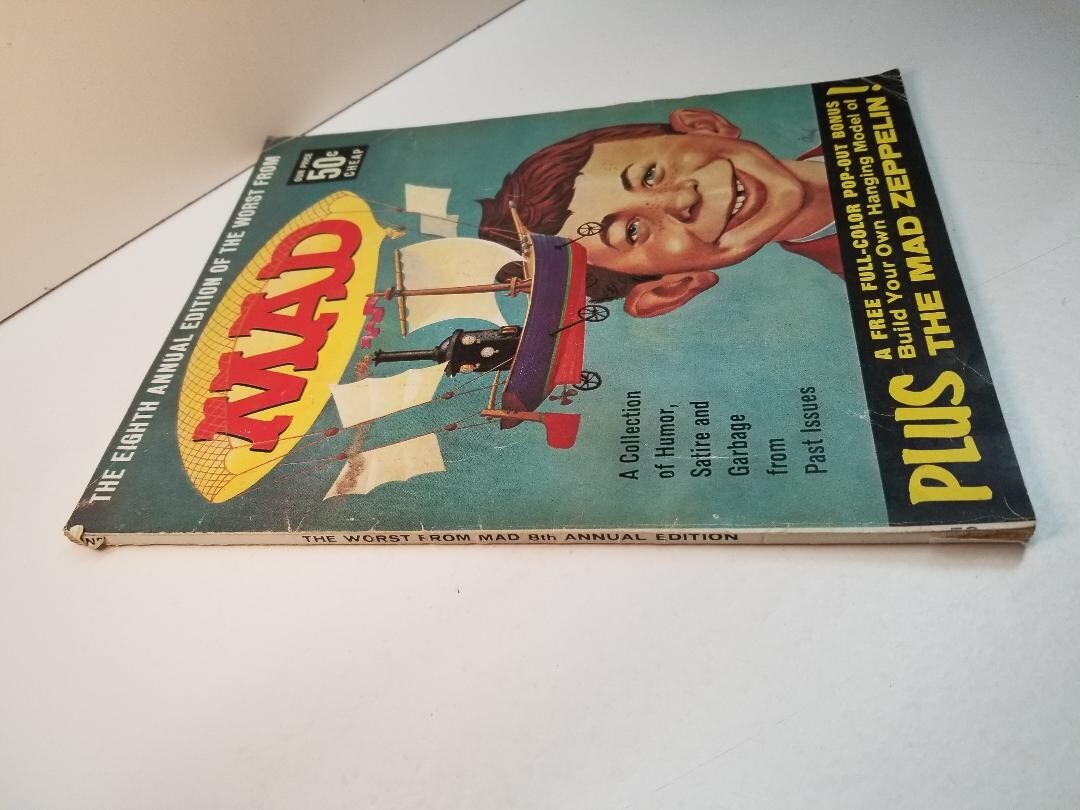 THE EIGHTH ANNUAL EDITION OF THE WORST FROM
MAD
OUR PRICE
50¢
CHEAP
A Collection
of Humor,
Satire and
Garbage
from
Past Issues
PLUS
A FREE FULL-COLOR POP-OUT BONUS
Build Your Own Hanging Model of
THE MAD ZEPPELIN!
THE WORST FROM MAD 8th ANNUAL EDITION